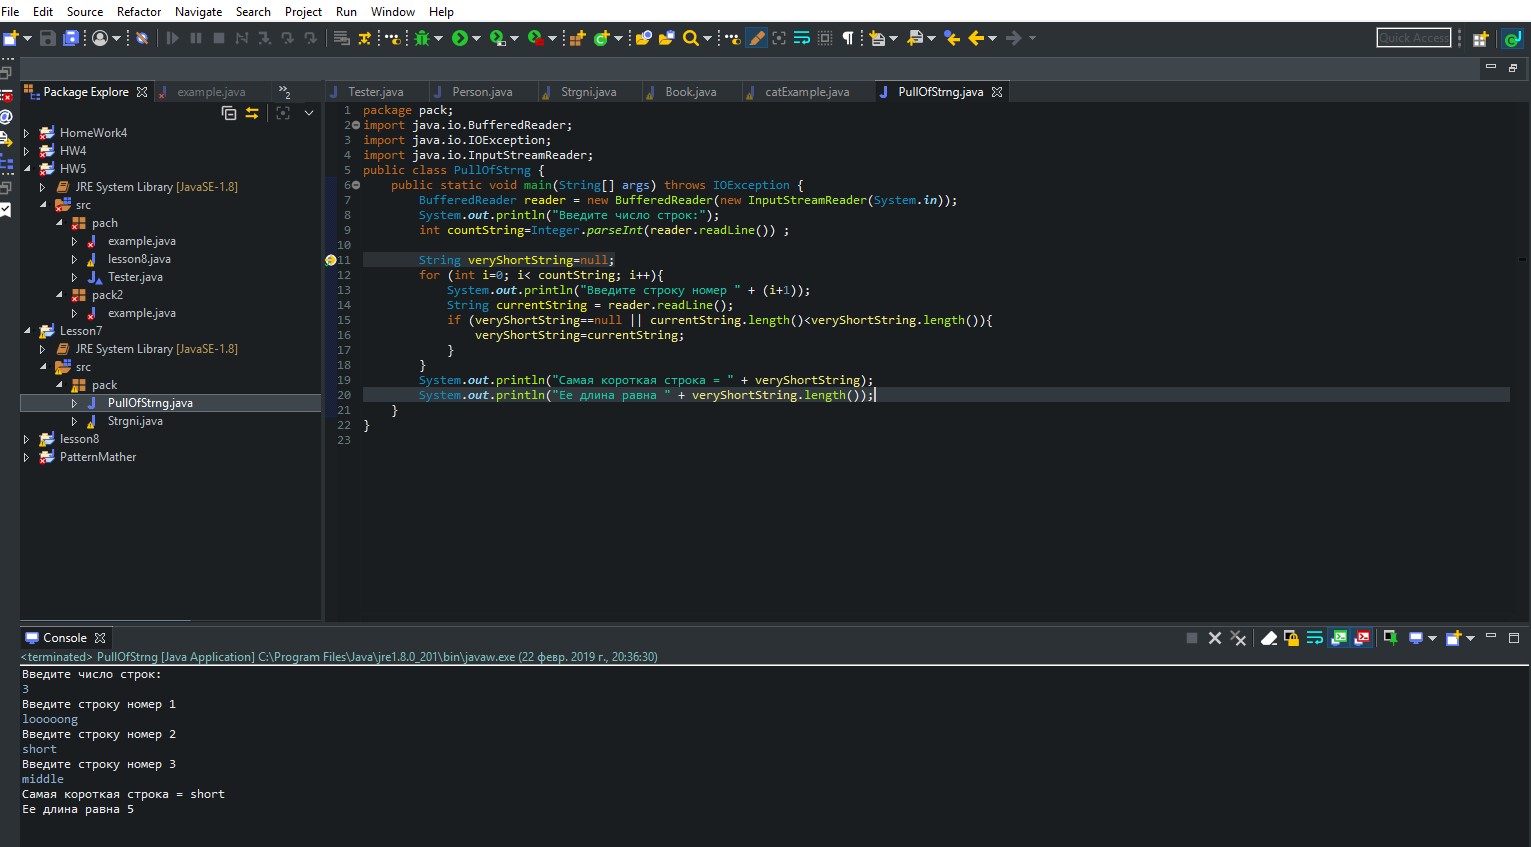 File Edit Source Refactor Navigate Search Project Run Window Help
Quick Access
Package Explore example.java 2
Tester.java Person.java Strgni.java Book.java catExample.java PullOfStrng.java
HomeWork4
HW4
HW5
JRE System Library [JavaSE-1.8]
src
pach
example.java
lesson8.java
Tester.java
pack2
example.java
Lesson7
JRE System Library [JavaSE-1.8]
src
pack
PullOfStrng.java
Strgni.java
lesson8
PatternMather
1 package pack;
2 import java.io.BufferedReader;
3 import java.io.IOException;
4 import java.io.InputStreamReader;
5 public class PullOfStrng {
6 public static void main(String[] args) throws IOException {
7 BufferedReader reader = new BufferedReader(new InputStreamReader(System.in));
8 System.out.println("Введите число строк:");
9 int countString=Integer.parseInt(reader.readLine()) ;
10
11 String veryShortString=null;
12 for (int i=0; i< countString; i++){
13 System.out.println("Введите строку номер " + (i+1));
14 String currentString = reader.readLine();
15 if (veryShortString==null || currentString.length()<veryShortString.length()){
16 veryShortString=currentString;
17 }
18 }
19 System.out.println("Самая короткая строка = " + veryShortString);
20 System.out.println("Ее длина равна " + veryShortString.length());
21 }
22 }
23
Console
<terminated> PullOfStrng [Java Application] C:\Program Files\Java\jre1.8.0_201\bin\javaw.exe (22 февр. 2019 г., 20:36:30)
Введите число строк:
3
Введите строку номер 1
looooong
Введите строку номер 2
short
Введите строку номер 3
middle
Самая короткая строка = short
Ее длина равна 5